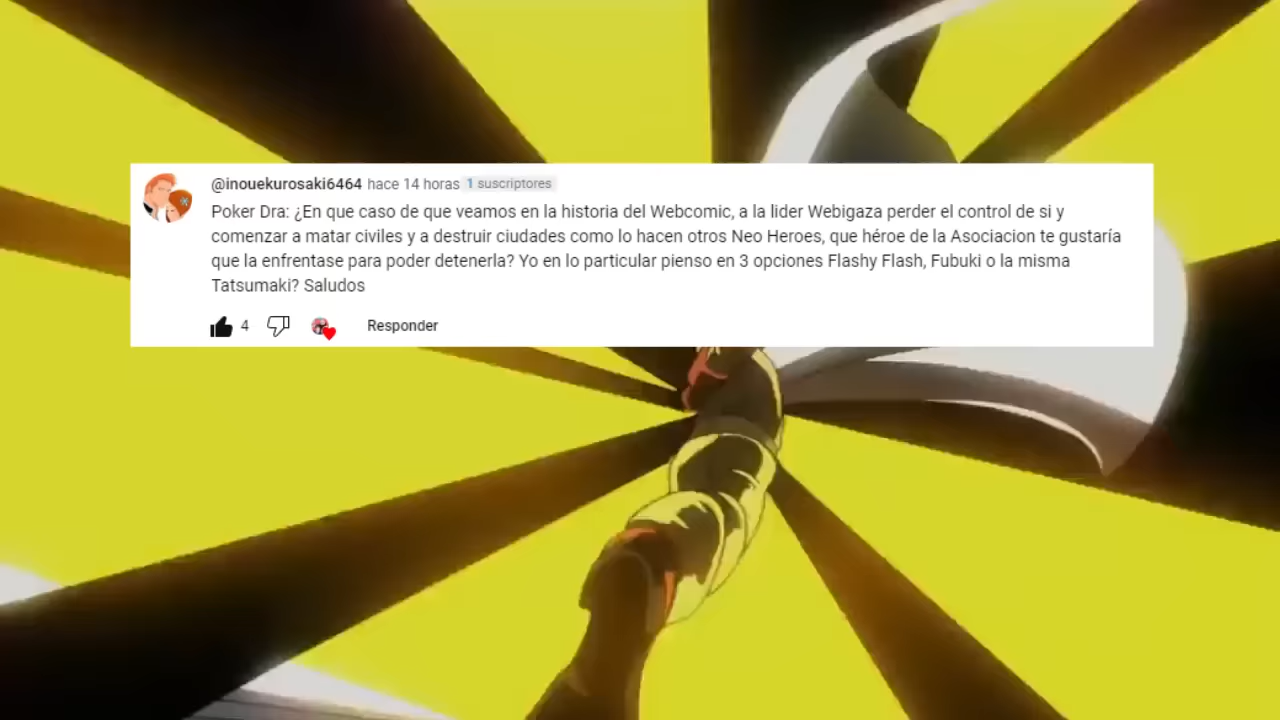 @inouekurosaki6464 hace 14 horas 1 suscriptores
Poker Dra: ¿En que caso de que veamos en la historia del Webcomic, a la lider Webigaza perder el control de si y
comenzar a matar civiles y a destruir ciudades como lo hacen otros Neo Heroes, que héroe de la Asociacion te gustaría
que la enfrentase para poder detenerla? Yo en lo particular pienso en 3 opciones Flashy Flash, Fubuki o la misma
Tatsumaki? Saludos
4 Responder